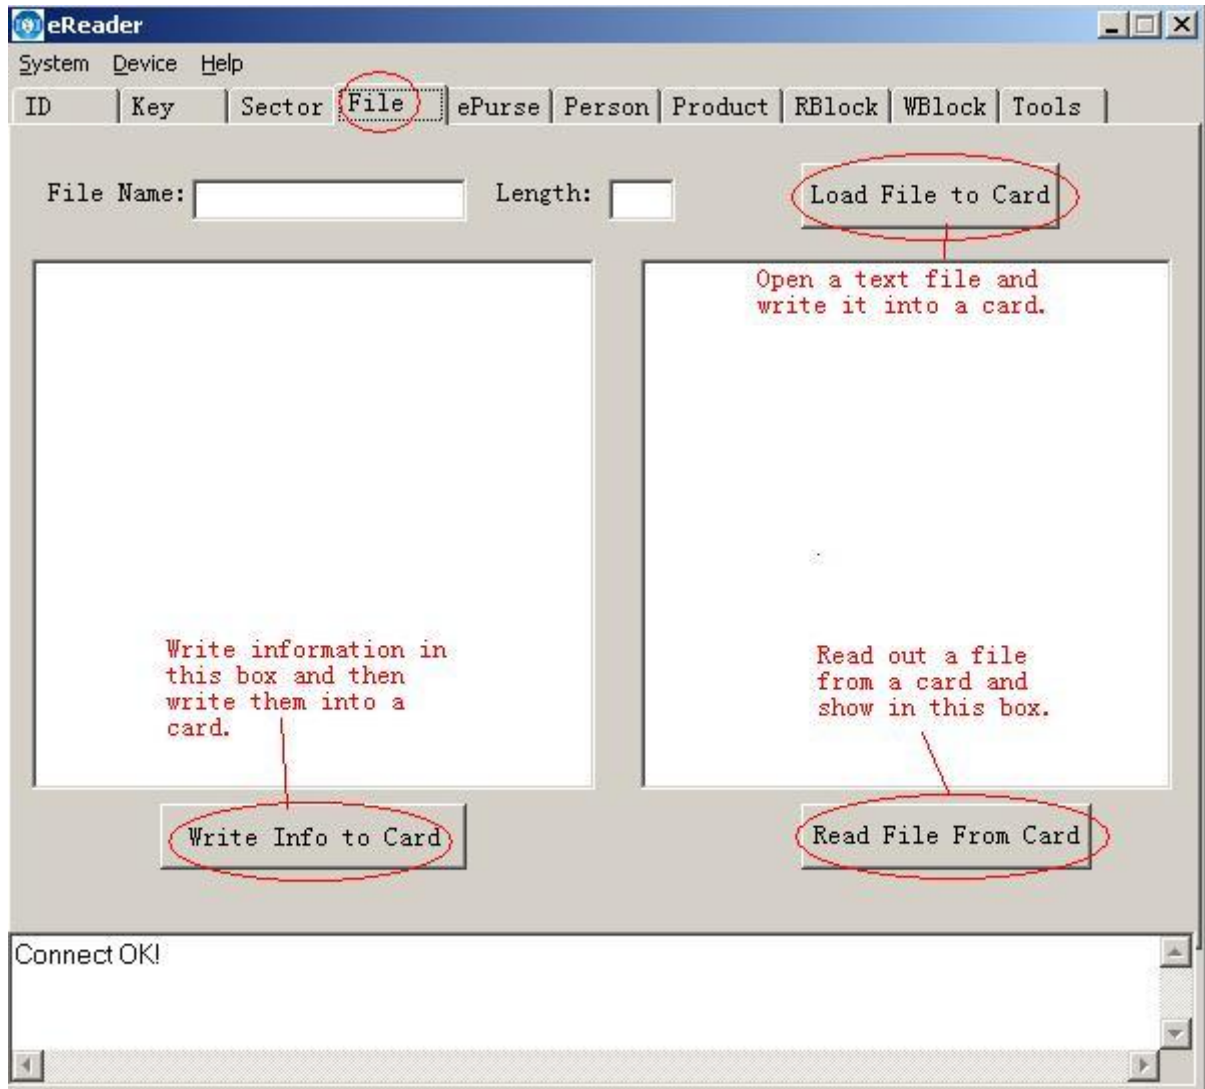 eReader
System Device Help
ID Key Sector File ePurse Person Product RBlock WBlock Tools
File Name: Length: Load File to Card
Open a text file and
write it into a card.
Write information in
this box and then
write them into a
card.
Read out a file
from a card and
show in this box.
Write Info to Card
Read File From Card
Connect OK!